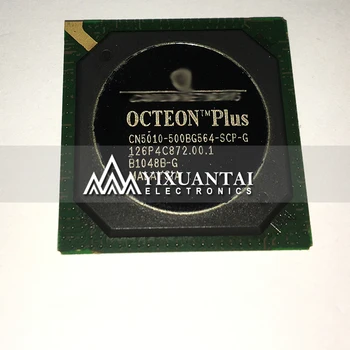 OCTEON™Plus
CN5010-500BG564-SCP-G
126P4C872.00.1
B1048B-G
YIXUANTAI
ELECTRONICS